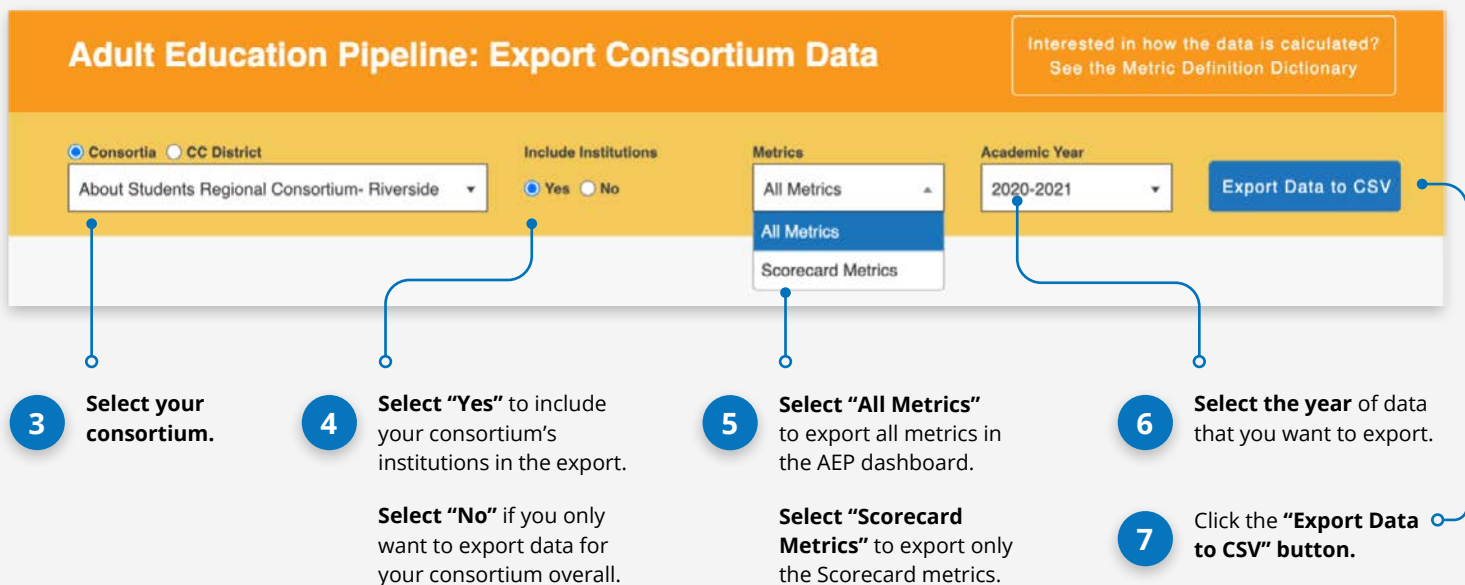 Adult Education Pipeline: Export Consortium Data
Interested in how the data is calculated?
See the Metric Definition Dictionary
Consortia CC District
About Students Regional Consortium- Riverside
Include Institutions
Yes No
Metrics
All Metrics
All Metrics
Scorecard Metrics
Academic Year
2020-2021
Export Data to CSV
3
Select your
consortium.
4
Select “Yes” to include
your consortium’s
institutions in the export.
Select “No” if you only
want to export data for
your consortium overall.
5
Select “All Metrics”
to export all metrics in
the AEP dashboard.
Select “Scorecard
Metrics” to export only
the Scorecard metrics.
6
Select the year of data
that you want to export.
7
Click the “Export Data
to CSV” button.